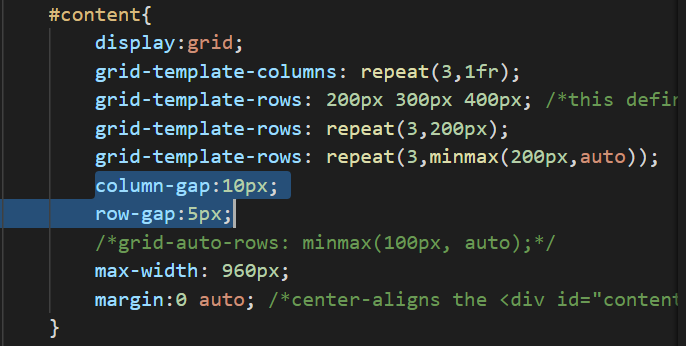 #content{
display:grid;
grid-template-columns: repeat(3,1fr);
grid-template-rows: 200px 300px 400px; /*this defin
grid-template-rows: repeat(3,200px);
grid-template-rows: repeat(3,minmax(200px,auto));
column-gap:10px;
row-gap:5px;
/*grid-auto-rows: minmax(100px, auto);*/
max-width: 960px;
margin:0 auto; /*center-aligns the <div id="content
}